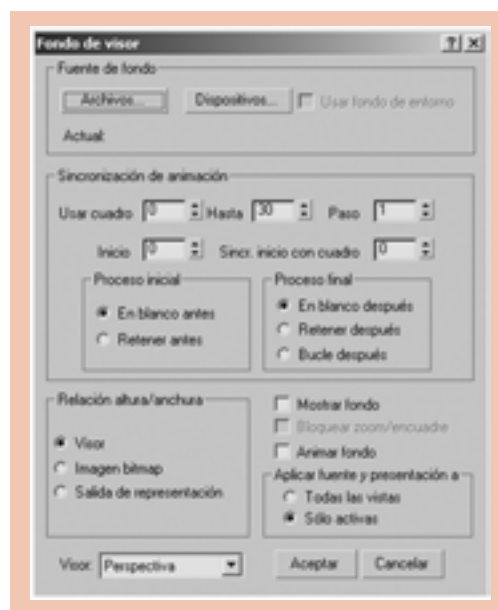 Fondo de visor
Fuente de fondo
Archivos... Dispositivos... Usar fondo de entorno
Actual:
Sincronización de animación
Usar cuadro 0 Hasta 30 Paso 1
Inicio 0 Sincr. inicio con cuadro 0
Proceso inicial
En blanco antes
Retener antes
Proceso final
En blanco después
Retener después
Bucle después
Relación altura/anchura
Visor
Imagen bitmap
Salida de representación
Mostrar fondo
Bloquear zoom/encuadre
Animar fondo
Aplicar fuente y presentación a
Todas las vistas
Sólo activas
Visor: Perspectiva Aceptar Cancelar